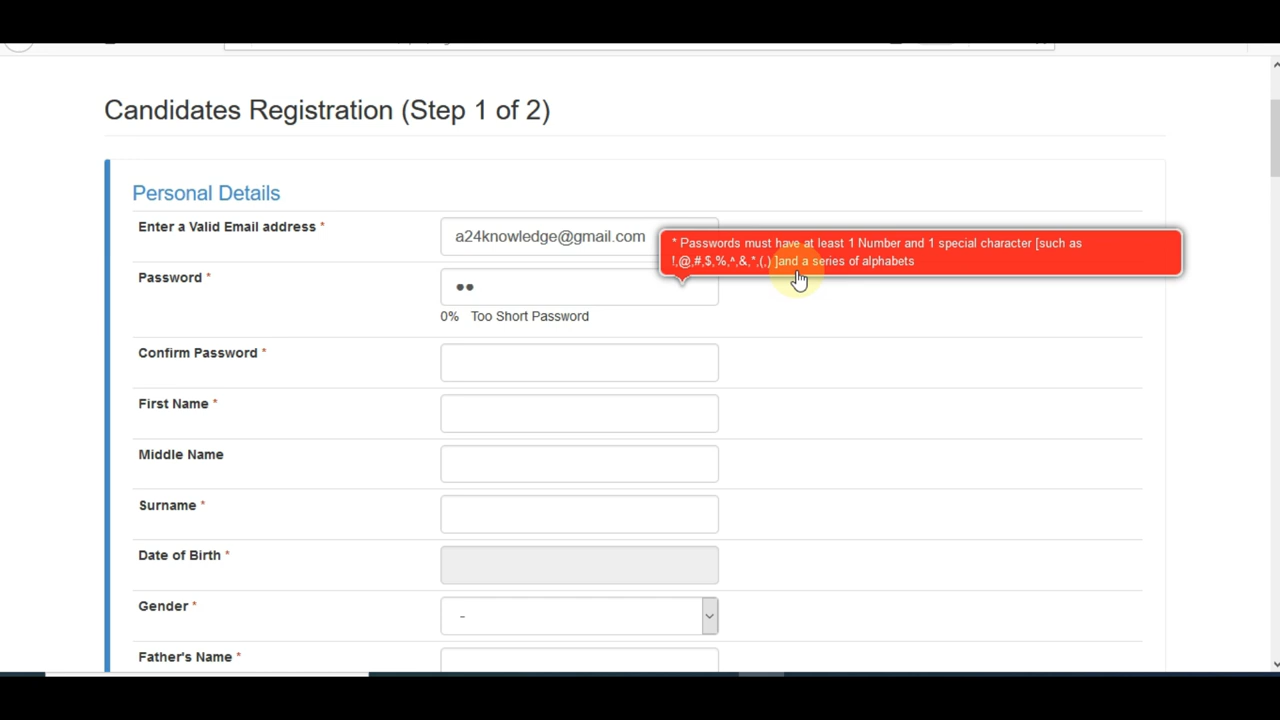 Candidates Registration (Step 1 of 2)
Personal Details
Enter a Valid Email address *
a24knowledge@gmail.com
* Passwords must have at least 1 Number and 1 special character [such as
!,@,#,$,%,^,&,*,(,) ]and a series of alphabets
Password *
0% Too Short Password
Confirm Password *
First Name *
Middle Name
Surname *
Date of Birth *
Gender *
-
Father's Name *